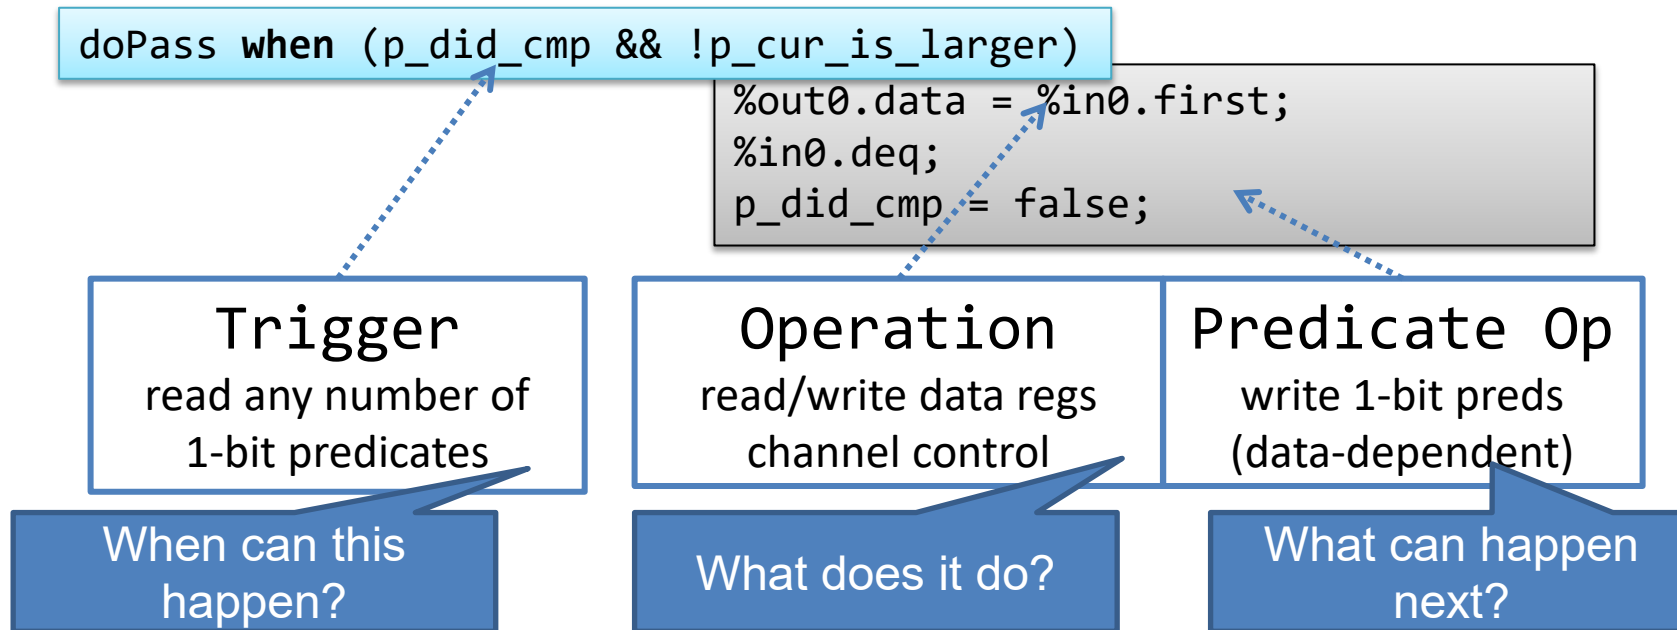 doPass when (p_did_cmp && !p_cur_is_larger)
%out0.data = %in0.first;
%in0.deq;
p_did_cmp = false;
Trigger
read any number of
1-bit predicates
Operation
read/write data regs
channel control
Predicate Op
write 1-bit preds
(data-dependent)
When can this
happen?
What does it do?
What can happen
next?